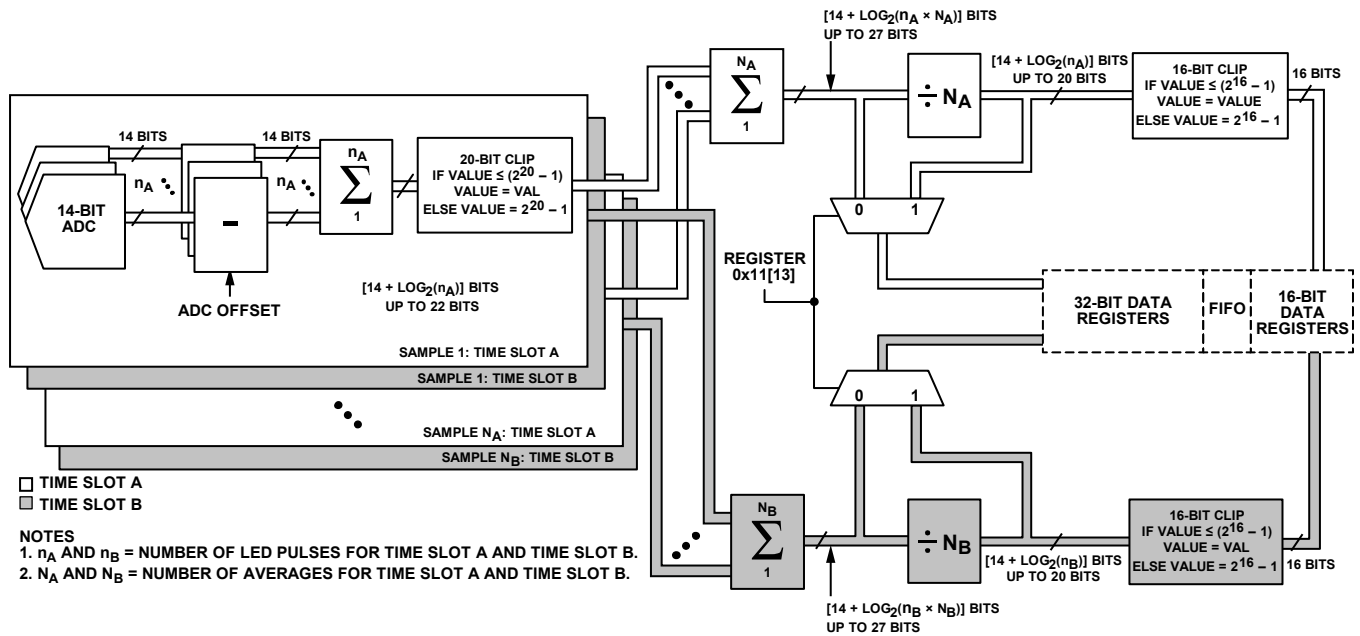 [14 + LOG2(nA × NA)] BITS
UP TO 27 BITS
NA
∑
1
÷ NA
[14 + LOG2(nA)] BITS
UP TO 20 BITS
16-BIT CLIP
IF VALUE ≤ (2^16 – 1)
VALUE = VALUE
ELSE VALUE = 2^16 – 1
16 BITS
14 BITS
14 BITS
nA
nA
14-BIT
ADC
–
ADC OFFSET
nA
∑
1
20-BIT CLIP
IF VALUE ≤ (2^20 – 1)
VALUE = VAL
ELSE VALUE = 2^20 – 1
[14 + LOG2(nA)] BITS
UP TO 22 BITS
SAMPLE 1: TIME SLOT A
SAMPLE 1: TIME SLOT B
SAMPLE NA: TIME SLOT A
SAMPLE NB: TIME SLOT B
0 1
REGISTER
0x11[13]
32-BIT DATA
REGISTERS
FIFO
16-BIT
DATA
REGISTERS
0 1
TIME SLOT A
TIME SLOT B
NOTES
1. nA AND nB = NUMBER OF LED PULSES FOR TIME SLOT A AND TIME SLOT B.
2. NA AND NB = NUMBER OF AVERAGES FOR TIME SLOT A AND TIME SLOT B.
NB
∑
1
÷ NB
[14 + LOG2(nB)] BITS
UP TO 20 BITS
16-BIT CLIP
IF VALUE ≤ (2^16 – 1)
VALUE = VAL
ELSE VALUE = 2^16 – 1
16 BITS
[14 + LOG2(nB × NB)] BITS
UP TO 27 BITS